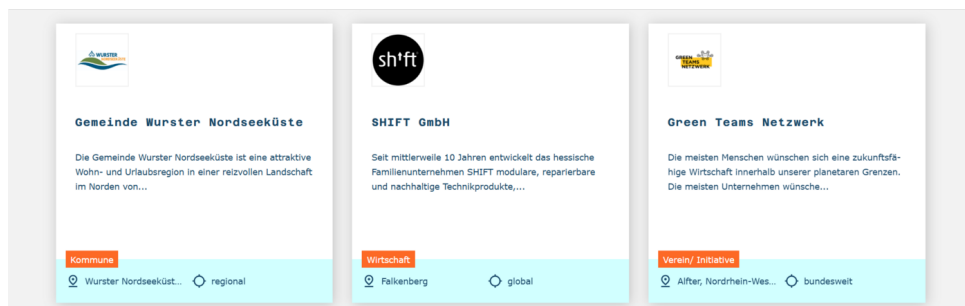 WURSTER
NORDSEEKÜSTE
Gemeinde Wurster Nordseeküste
Die Gemeinde Wurster Nordseeküste ist eine attraktive
Wohn- und Urlaubsregion in einer reizvollen Landschaft
im Norden von...
Kommune
Wurster Nordseeküst... regional
shift
SHIFT GmbH
Seit mittlerweile 10 Jahren entwickelt das hessische
Familienunternehmen SHIFT modulare, reparierbare
und nachhaltige Technikprodukte,...
Wirtschaft
Falkenberg global
GREEN
TEAMS
NETZWERK
Green Teams Netzwerk
Die meisten Menschen wünschen sich eine zukunftsfä-
hige Wirtschaft innerhalb unserer planetaren Grenzen.
Die meisten Unternehmen wünsche...
Verein/ Initiative
Alfter, Nordrhein-Wes... bundesweit